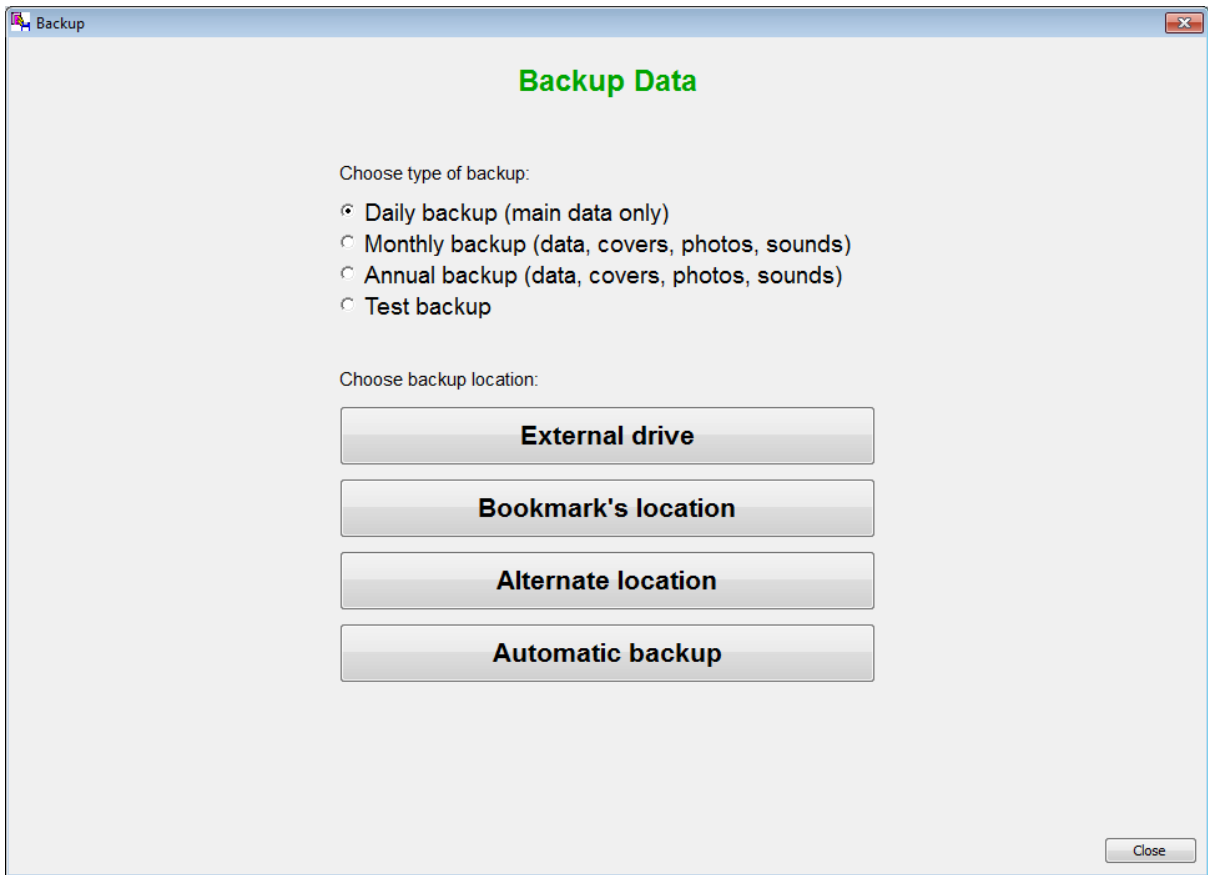 Backup
Backup Data
Choose type of backup:
Daily backup (main data only)
Monthly backup (data, covers, photos, sounds)
Annual backup (data, covers, photos, sounds)
Test backup
Choose backup location:
External drive
Bookmark's location
Alternate location
Automatic backup
Close